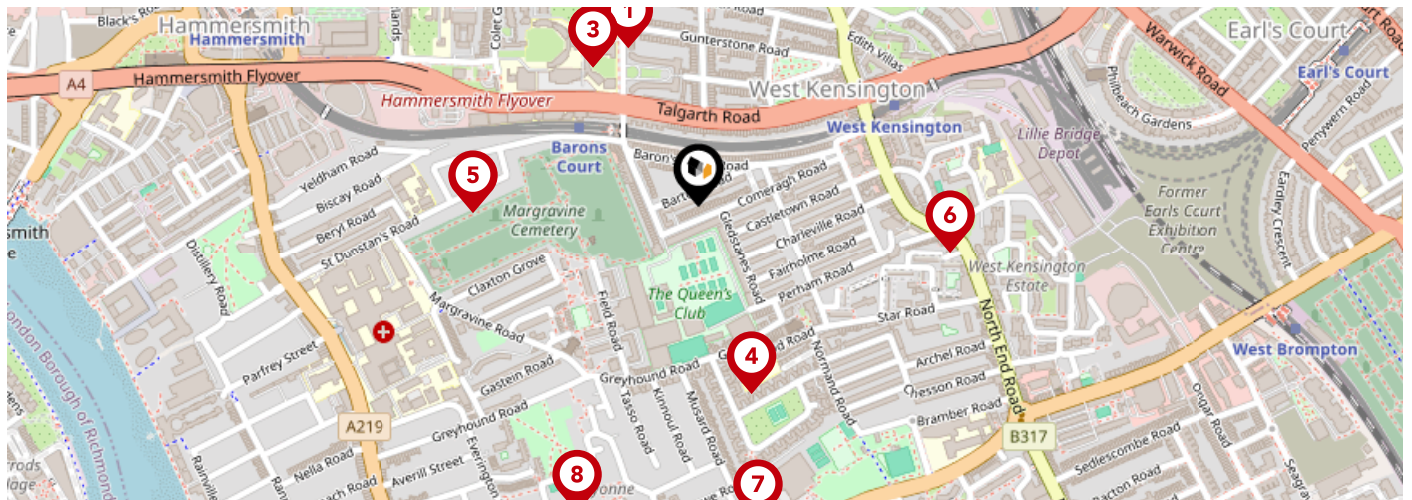 Black's Ro
Hammersmith
Hammersmith
Colet G
3
1
Gunterstone Road
Edith Villas
Earl's Court
Warwick Road
Earl's Court
A4
Hammersmith Flyover
Hammersmith Flyover
Talgarth Road
West Kensington
West Kensington
Philbeach Gardens
Penywern Road
Lillie Bridge
Depot
Barons
Court
Yeldham Road
Biscay Road
Beryl Road
St Dunstan's Road
5
Margravine
Cemetery
Comeragh Road
Castletown Road
Charleville Road
Fairholme Road
Perham Road
Gledstanes Road
6
Former
Earls Court
Exhibition
Centre
Eardley Crescent
smith
Distillery Road
Claxton Grove
Margravine Road
Field Road
The Queen's
Club
West Kensington
Estate
Star Road
North End Road
London Borough of Richmond
Parfrey Street
4
Normand Road
Archel Road
Chesson Road
Bramber Road
West Brompton
Gastein Road
Greyhound Road
Greyhound Road
Tasso Road
Kinnoul Road
Musard Road
A219
B317
Ongar Road
Sedlescombe Road
Nella Road
Averill Street
Everington
8
7
Seagra